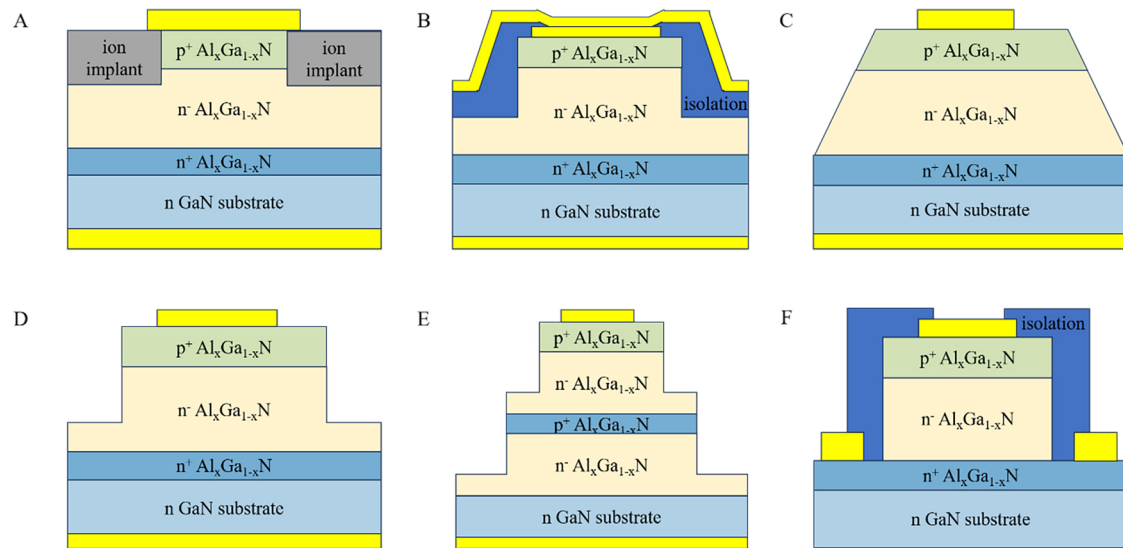 A
ion
implant
p⁺ AlₓGa₁₋ₓN
ion
implant
n⁻ AlₓGa₁₋ₓN
n⁺ AlₓGa₁₋ₓN
n GaN substrate
B
p⁺ AlₓGa₁₋ₓN
isolation
n⁻ AlₓGa₁₋ₓN
n⁺ AlₓGa₁₋ₓN
n GaN substrate
C
p⁺ AlₓGa₁₋ₓN
n⁻ AlₓGa₁₋ₓN
n⁺ AlₓGa₁₋ₓN
n GaN substrate
D
p⁺ AlₓGa₁₋ₓN
n⁻ AlₓGa₁₋ₓN
n⁺ AlₓGa₁₋ₓN
n GaN substrate
E
p⁺ AlₓGa₁₋ₓN
n⁻ AlₓGa₁₋ₓN
p⁺ AlₓGa₁₋ₓN
n⁻ AlₓGa₁₋ₓN
n GaN substrate
F
isolation
p⁺ AlₓGa₁₋ₓN
n⁻ AlₓGa₁₋ₓN
n⁺ AlₓGa₁₋ₓN
n GaN substrate